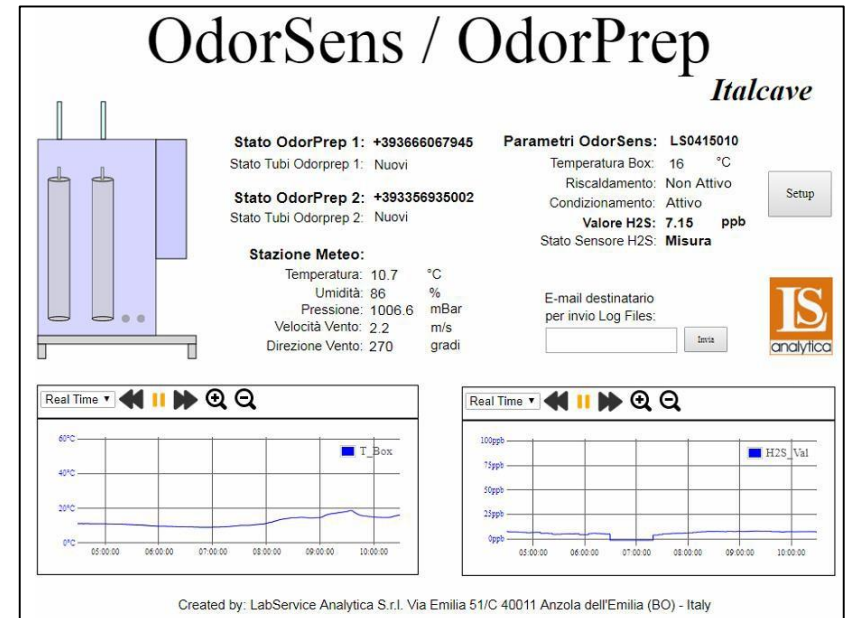 OdorSens / OdorPrep
Italcave
Stato OdorPrep 1: +393666067945
Stato Tubi Odorprep 1: Nuovi
Stato OdorPrep 2: +393356935002
Stato Tubi Odorprep 2: Nuovi
Stazione Meteo:
Temperatura: 10.7 °C
Umidità: 86 %
Pressione: 1006.6 mBar
Velocità Vento: 2.2 m/s
Direzione Vento: 270 gradi
Parametri OdorSens: LS0415010
Temperatura Box: 16 °C
Riscaldamento: Non Attivo
Condizionamento: Attivo
Valore H2S: 7.15 ppb
Stato Sensore H2S: Misura
Setup
E-mail destinatario
per invio Log Files:
Invia
LS
analytica
Real Time
T_Box
60°C
40°C
20°C
0°C
05:00:00 06:00:00 07:00:00 08:00:00 09:00:00 10:00:00
Real Time
H2S_Val
100ppb
75ppb
50ppb
25ppb
0ppb
05:00:00 06:00:00 07:00:00 08:00:00 09:00:00 10:00:00
Created by: LabService Analytica S.r.l. Via Emilia 51/C 40011 Anzola dell'Emilia (BO) - Italy